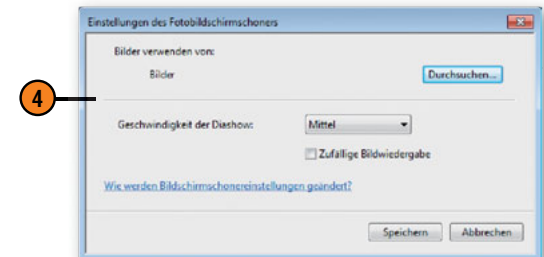 Einstellungen des Fotobildschirmschoners
Bilder verwenden von:
Bilder
Durchsuchen...
4
Geschwindigkeit der Diashow:
Mittel
Zufällige Bildwiedergabe
Wie werden Bildschirmschonereinstellungen geändert?
Speichern
Abbrechen